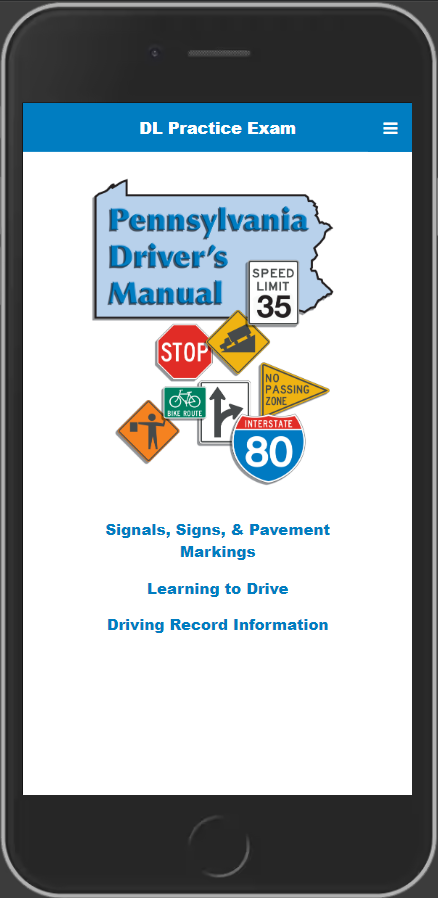 DL Practice Exam
Pennsylvania
Driver's
Manual
SPEED
LIMIT
35
STOP
NO
PASSING
ZONE
BIKE ROUTE
INTERSTATE
80
Signals, Signs, & Pavement
Markings
Learning to Drive
Driving Record Information